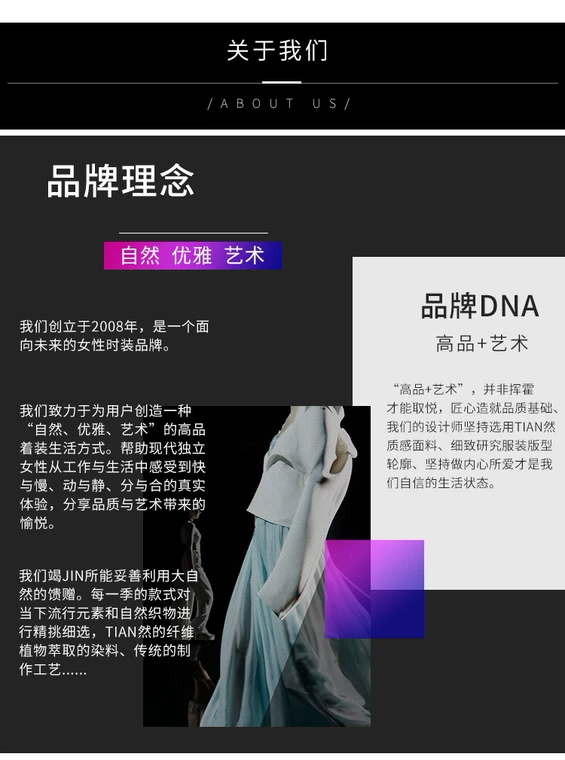 关于我们
/ABOUT US/
品牌理念
自然 优雅 艺术
我们创立于2008年，是一个面
向未来的女性时装品牌。
我们致力于为用户创造一种
“自然、优雅、艺术”的高品
着装生活方式。帮助现代独立
女性从工作与生活中感受到快
与慢、动与静、分与合的真实
体验，分享品质与艺术带来的
愉悦。
我们竭JIN所能妥善利用大自
然的馈赠。每一季的款式对
当下流行元素和自然织物进
行精挑细选，TIAN然的纤维
植物萃取的染料、传统的制
作工艺......
品牌DNA
高品+艺术
“高品+艺术”，并非挥霍
才能取悦，匠心造就品质基础、
我们的设计师坚持选用TIAN然
质感面料、细致研究服装版型
轮廓、坚持做内心所爱才是我
们自信的生活状态。